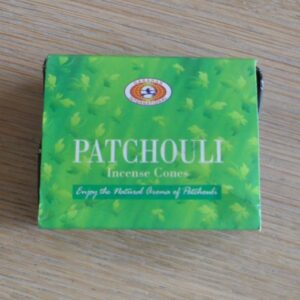 PATCHOULI
Incense Cones
Enjoy the Natural Aroma of Patchouli